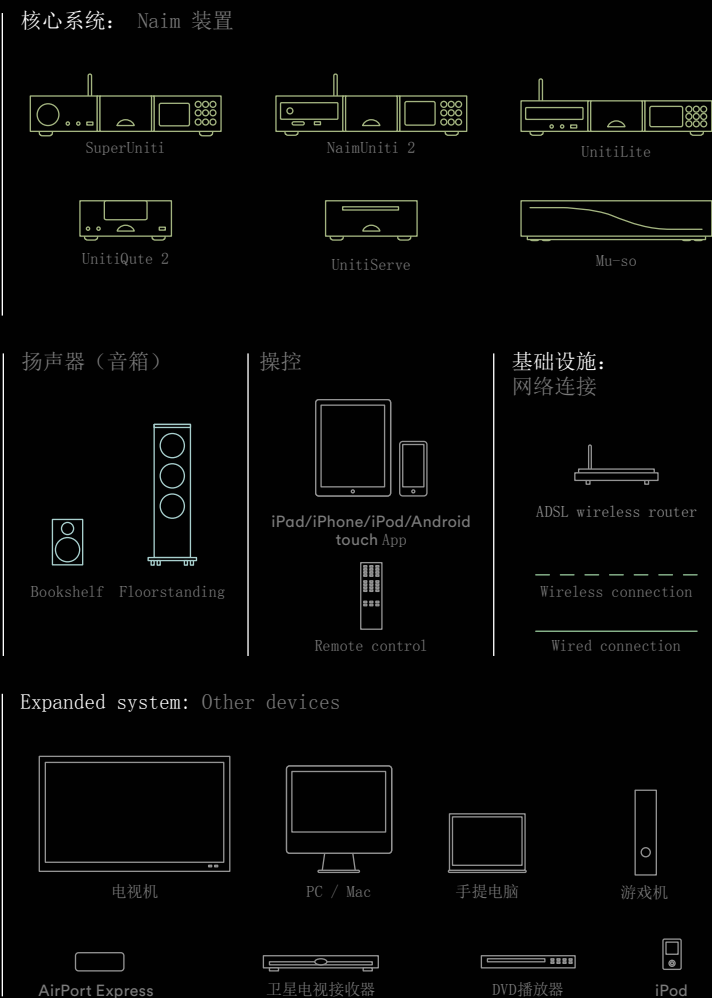 核心系统： Naim 装置
SuperUniti
NaimUniti 2
UnitiLite
UnitiQute 2
UnitiServe
Mu-so
扬声器（音箱）
操控
基础设施：
网络连接
iPad/iPhone/iPod/Android
touch App
ADSL wireless router
Bookshelf
Floorstanding
Wireless connection
Remote control
Wired connection
Expanded system: Other devices
电视机
PC / Mac
手提电脑
游戏机
AirPort Express
卫星电视接收器
DVD播放器
iPod